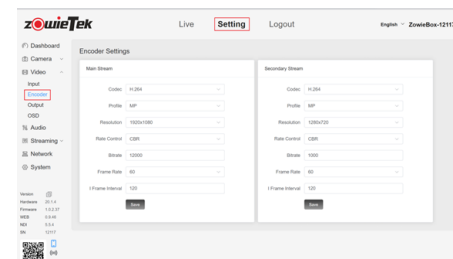 zowieTek
Live
Setting
Logout
English
ZowieBox-12117
Dashboard
Camera
Video
Input
Encoder
Output
OSD
Audio
Streaming
Network
System
Version
Hardware
Firmware
WEB
NDI
SN 12117
Encoder Settings
Main Stream
Codec H.264
Profile MP
Resolution 1920x1080
Rate Control CBR
Bitrate 12000
Frame Rate 60
I Frame Interval 120
Save
Secondary Stream
Codec H.264
Profile MP
Resolution 1280x720
Rate Control CBR
Bitrate 1000
Frame Rate 60
I Frame Interval 120
Save